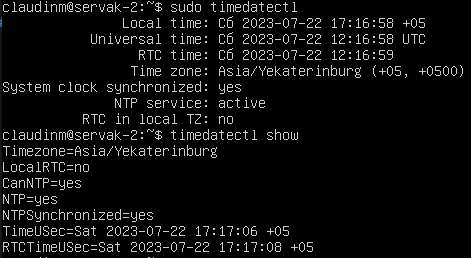 claudinm@servak-2:~$ sudo timedatectl
Local time: Сб 2023-07-22 17:16:58 +05
Universal time: Сб 2023-07-22 12:16:58 UTC
RTC time: Сб 2023-07-22 12:16:59
Time zone: Asia/Yekaterinburg (+05, +0500)
System clock synchronized: yes
NTP service: active
RTC in local TZ: no
claudinm@servak-2:~$ timedatectl show
Timezone=Asia/Yekaterinburg
LocalRTC=no
CanNTP=yes
NTP=yes
NTPSynchronized=yes
TimeUSec=Sat 2023-07-22 17:17:06 +05
RTCTimeUSec=Sat 2023-07-22 17:17:08 +05